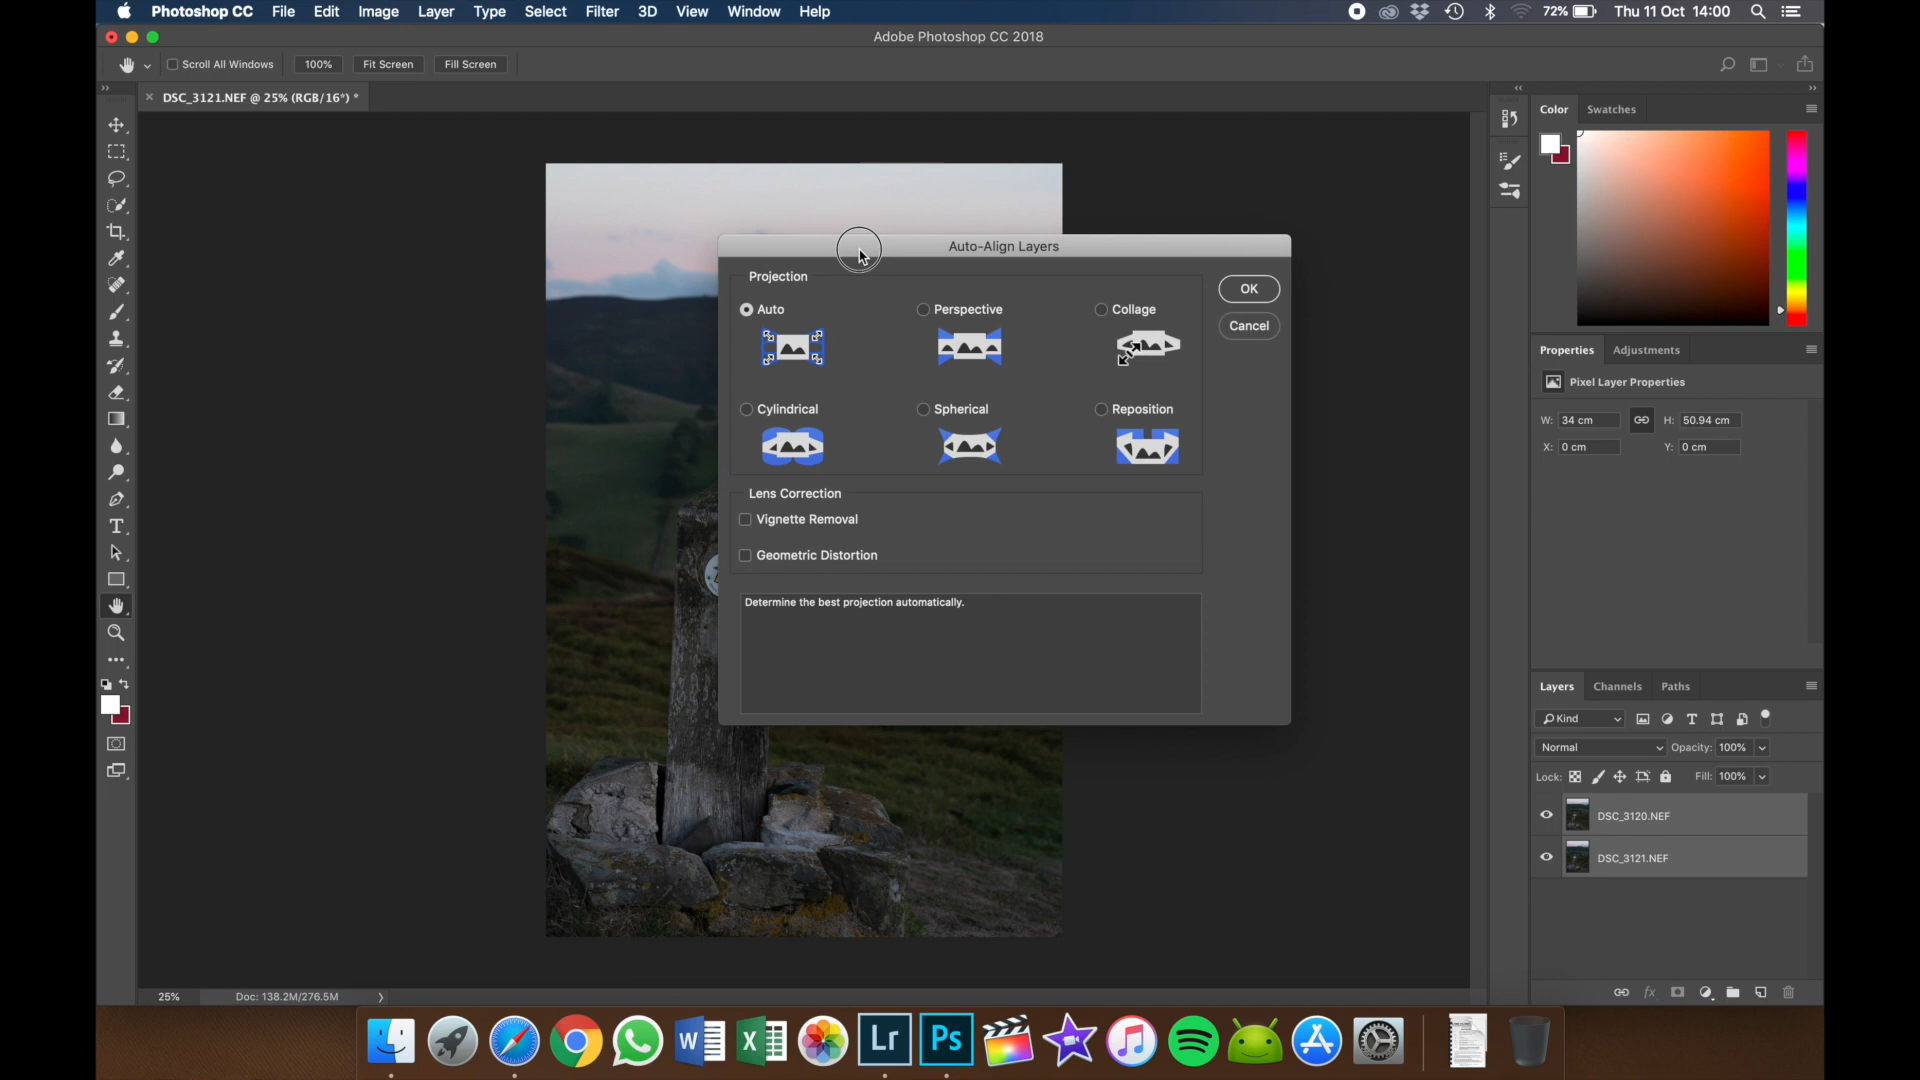 Photoshop CC File Edit Image Layer Type Select Filter 3D View Window Help 72% Thu 11 Oct 14:00
Adobe Photoshop CC 2018
Scroll All Windows 100% Fit Screen Fill Screen
DSC_3121.NEF @ 25% (RGB/16*) *
Color Swatches
Auto-Align Layers
Projection
OK
Auto Perspective Collage
Cancel
Cylindrical Spherical Reposition
Lens Correction
Vignette Removal
Geometric Distortion
Determine the best projection automatically.
Properties Adjustments
Pixel Layer Properties
W: 34 cm H: 50.94 cm
X: 0 cm Y: 0 cm
Layers Channels Paths
Kind
Normal Opacity: 100%
Lock: Fill: 100%
DSC_3120.NEF
DSC_3121.NEF
fx
25% Doc: 138.2M/276.5M
W X Lr Ps